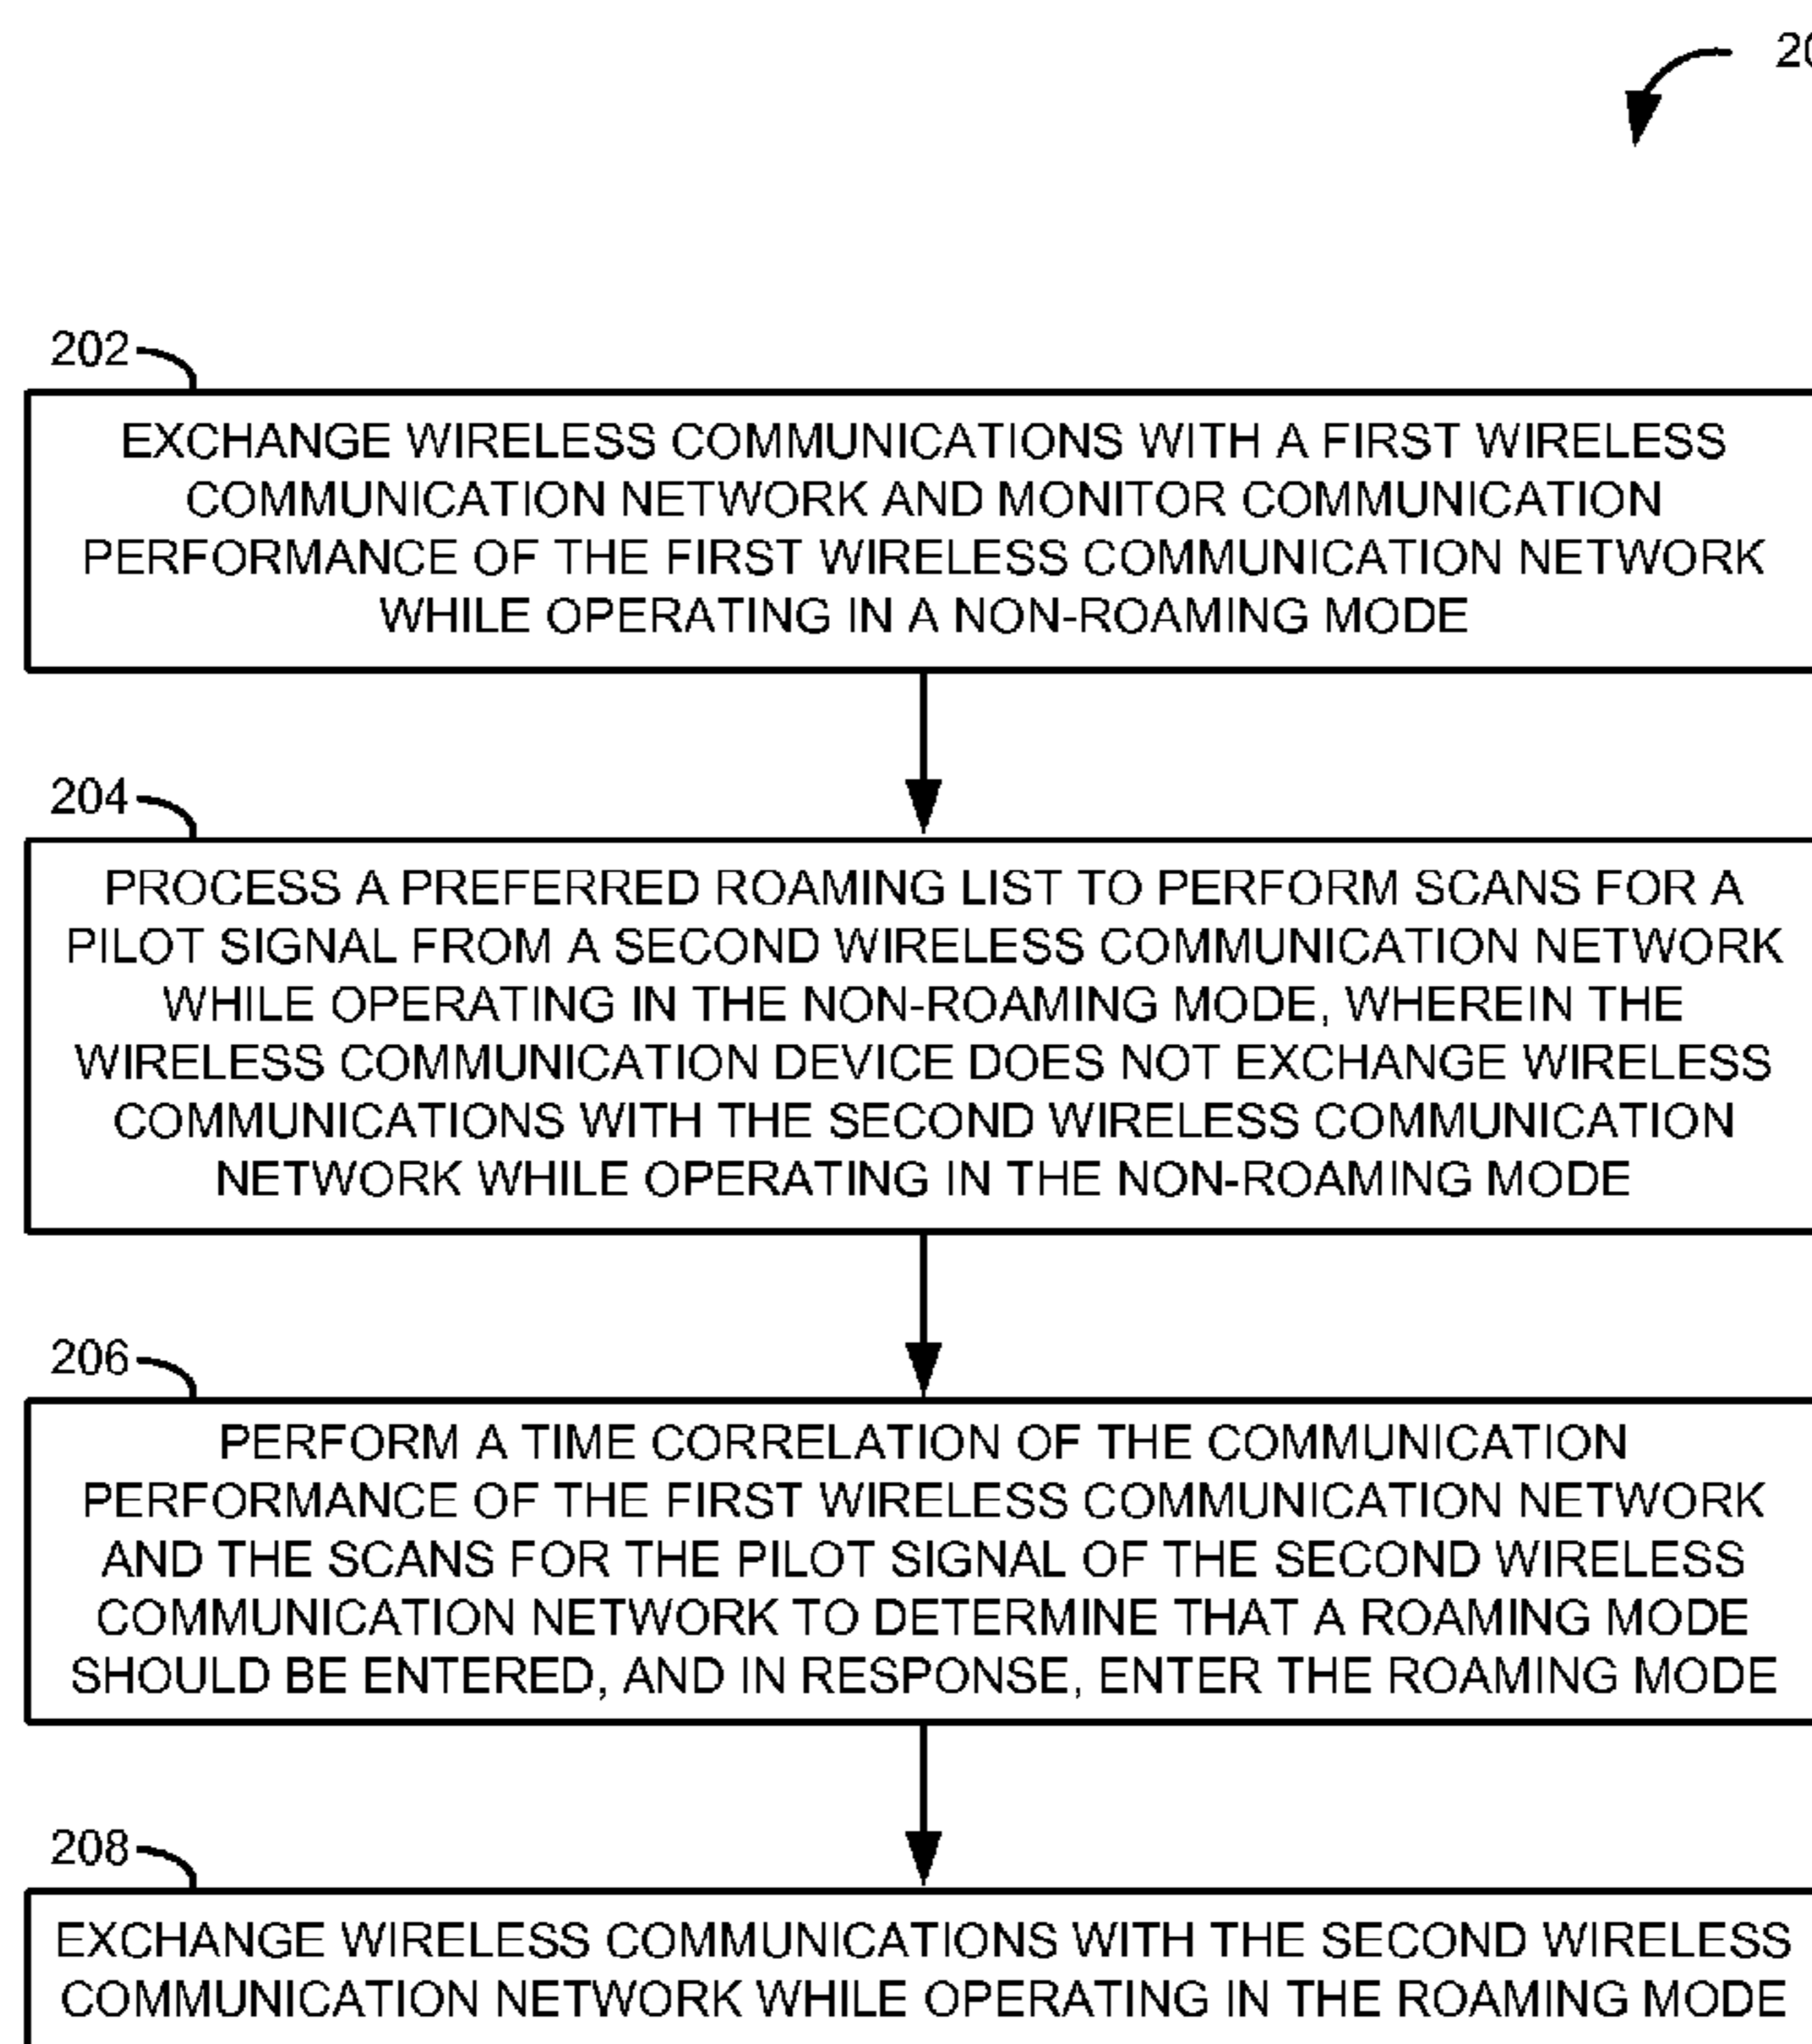 202
EXCHANGE WIRELESS COMMUNICATIONS WITH A FIRST WIRELESS
COMMUNICATION NETWORK AND MONITOR COMMUNICATION
PERFORMANCE OF THE FIRST WIRELESS COMMUNICATION NETWORK
WHILE OPERATING IN A NON-ROAMING MODE
204
PROCESS A PREFERRED ROAMING LIST TO PERFORM SCANS FOR A
PILOT SIGNAL FROM A SECOND WIRELESS COMMUNICATION NETWORK
WHILE OPERATING IN THE NON-ROAMING MODE, WHEREIN THE
WIRELESS COMMUNICATION DEVICE DOES NOT EXCHANGE WIRELESS
COMMUNICATIONS WITH THE SECOND WIRELESS COMMUNICATION
NETWORK WHILE OPERATING IN THE NON-ROAMING MODE
206
PERFORM A TIME CORRELATION OF THE COMMUNICATION
PERFORMANCE OF THE FIRST WIRELESS COMMUNICATION NETWORK
AND THE SCANS FOR THE PILOT SIGNAL OF THE SECOND WIRELESS
COMMUNICATION NETWORK TO DETERMINE THAT A ROAMING MODE
SHOULD BE ENTERED, AND IN RESPONSE, ENTER THE ROAMING MODE
208
EXCHANGE WIRELESS COMMUNICATIONS WITH THE SECOND WIRELESS
COMMUNICATION NETWORK WHILE OPERATING IN THE ROAMING MODE